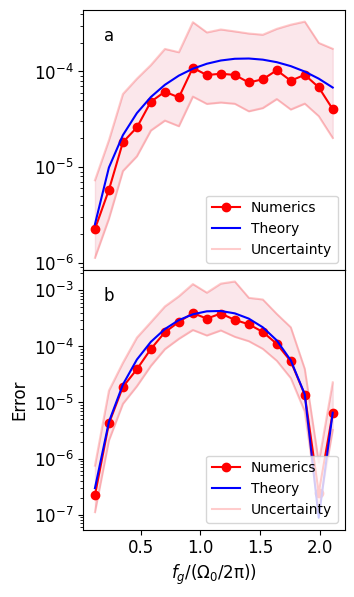 a
10⁻⁴
10⁻⁵
10⁻⁶
Numerics
Theory
Uncertainty
b
10⁻³
10⁻⁴
10⁻⁵
10⁻⁶
10⁻⁷
Error
Numerics
Theory
Uncertainty
0.5 1.0 1.5 2.0
f_g/(Ω₀/2π))